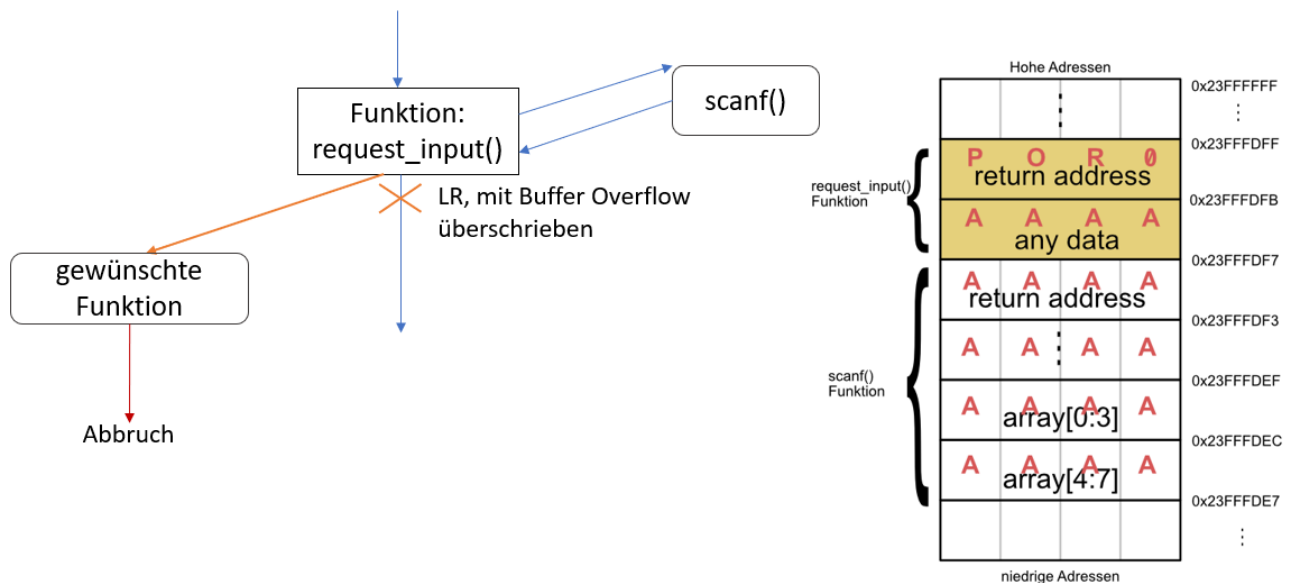 Funktion:
request_input()
scanf()
LR, mit Buffer Overflow
überschrieben
gewünschte
Funktion
Abbruch
Hohe Adressen
0x23FFFFFF
0x23FFFDFF
P O R 0
return address
request_input()
Funktion
0x23FFFDFB
A A A A
any data
0x23FFFDF7
A A A A
return address
0x23FFFDF3
A A A A
scanf()
Funktion
0x23FFFDEF
A A A A
array[0:3]
0x23FFFDEC
A A A A
array[4:7]
0x23FFFDE7
niedrige Adressen